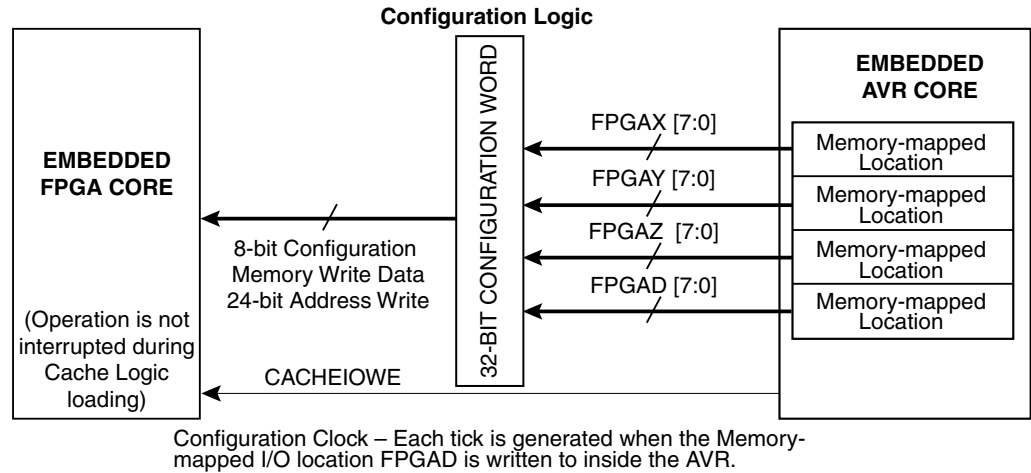 Configuration Logic
EMBEDDED
FPGA CORE
(Operation is not
interrupted during
Cache Logic
loading)
8-bit Configuration
Memory Write Data
24-bit Address Write
CACHEIOWE
32-BIT CONFIGURATION WORD
FPGAX [7:0]
FPGAY [7:0]
FPGAZ [7:0]
FPGAD [7:0]
EMBEDDED
AVR CORE
Memory-mapped
Location
Memory-mapped
Location
Memory-mapped
Location
Memory-mapped
Location
Configuration Clock – Each tick is generated when the Memory-
mapped I/O location FPGAD is written to inside the AVR.